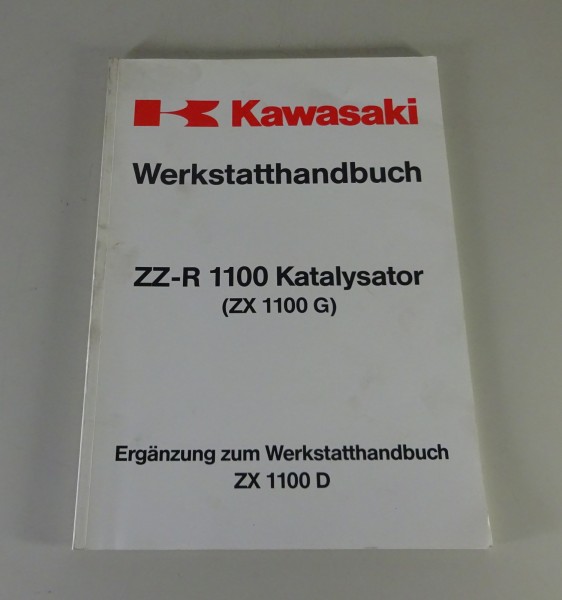 Kawasaki
Werkstatthandbuch
ZZ-R 1100 Katalysator
(ZX 1100 G)
Ergänzung zum Werkstatthandbuch
ZX 1100 D